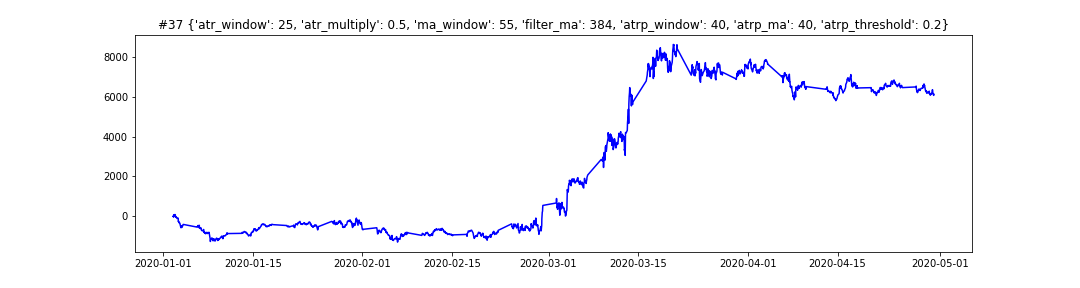 #37 {'atr_window': 25, 'atr_multiply': 0.5, 'ma_window': 55, 'filter_ma': 384, 'atrp_window': 40, 'atrp_ma': 40, 'atrp_threshold': 0.2}
8000
6000
4000
2000
0
2020-01-01 2020-01-15 2020-02-01 2020-02-15 2020-03-01 2020-03-15 2020-04-01 2020-04-15 2020-05-01